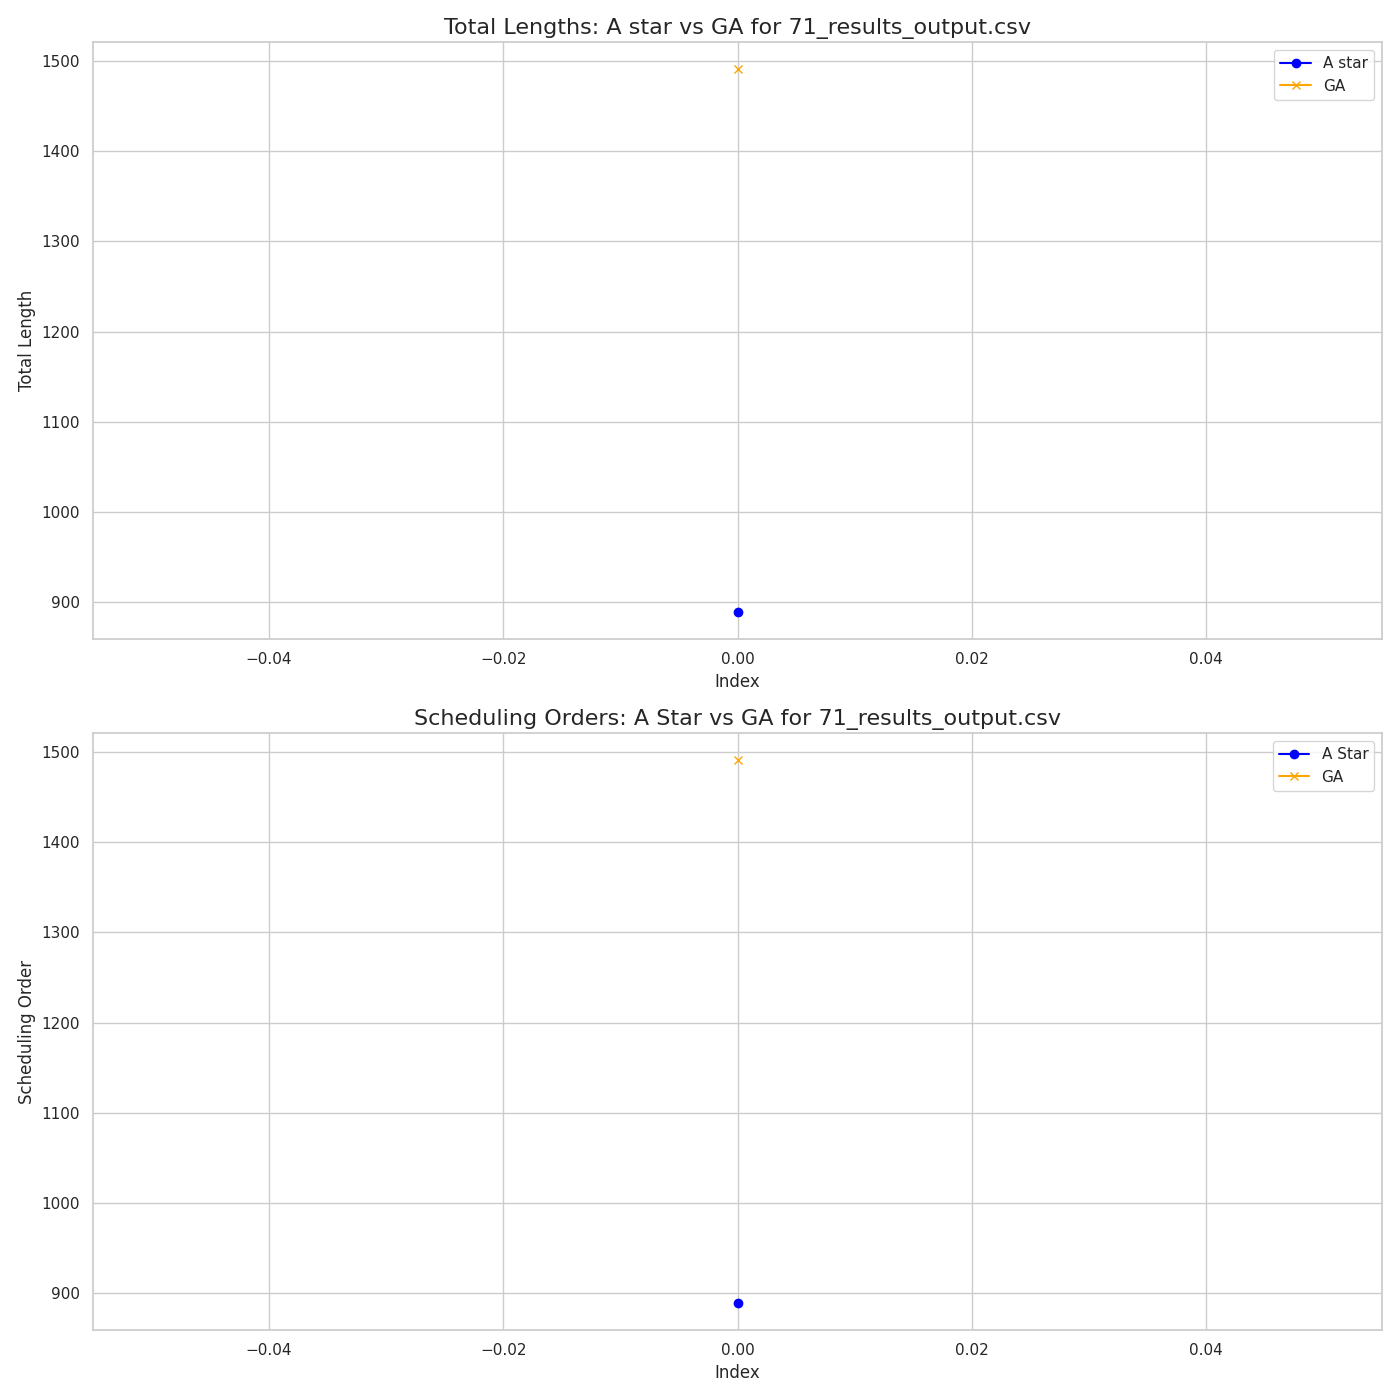 Total Lengths: A star vs GA for 71_results_output.csv
1500
1400
1300
1200
1100
1000
900
Total Length
A star
GA
−0.04
−0.02
0.00
0.02
0.04
Index
Scheduling Orders: A Star vs GA for 71_results_output.csv
1500
1400
1300
1200
1100
1000
900
Scheduling Order
A Star
GA
−0.04
−0.02
0.00
0.02
0.04
Index